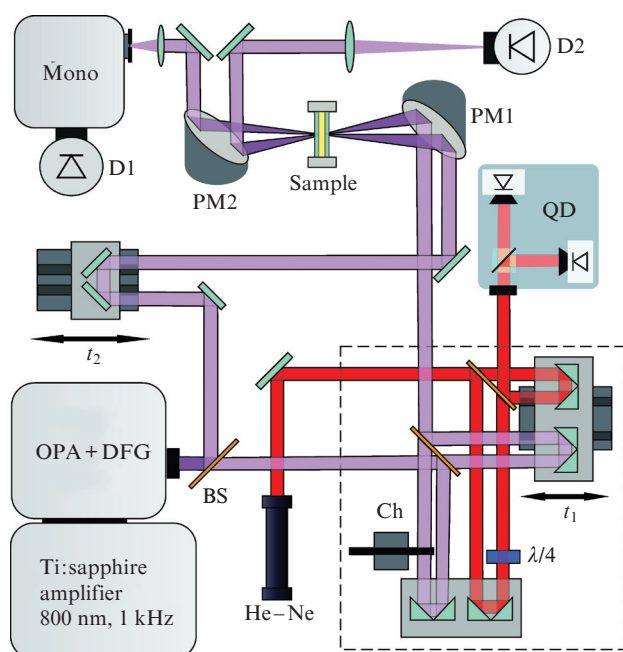 Mono
D2
PM1
D1
PM2
Sample
QD
t2
OPA + DFG
BS
t1
Ch
λ/4
Ti:sapphire
amplifier
800 nm, 1 kHz
He – Ne